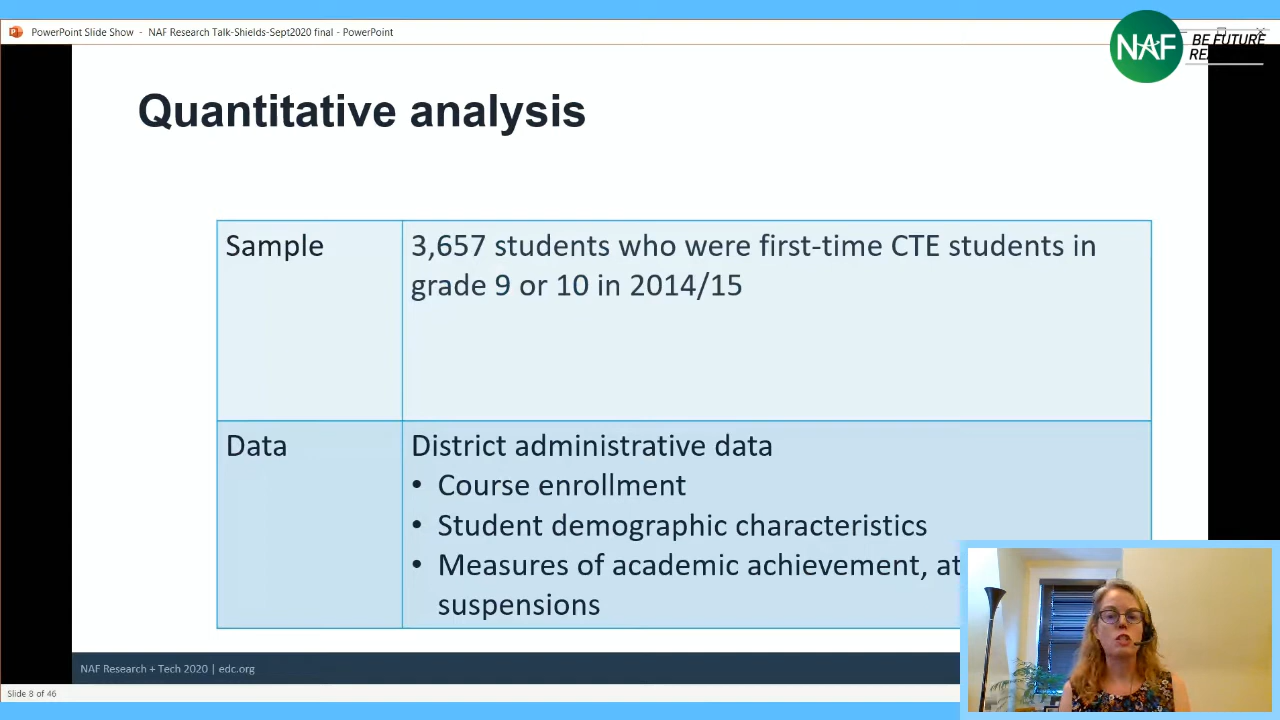 PowerPoint Slide Show - NAF Research Talk-Shields-Sept2020 final - PowerPoint
NAF
BE FUTURE
Quantitative analysis
Sample
3,657 students who were first-time CTE students in
grade 9 or 10 in 2014/15
Data
District administrative data
• Course enrollment
• Student demographic characteristics
• Measures of academic achievement, at
suspensions
NAF Research + Tech 2020 | edc.org
Slide 8 of 46